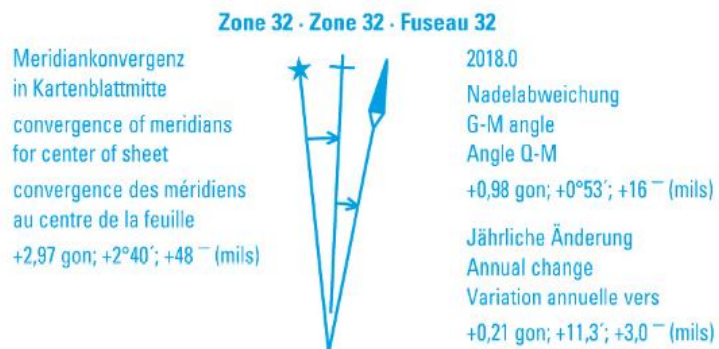 Zone 32 · Zone 32 · Fuseau 32
Meridiankonvergenz
in Kartenblattmitte
convergence of meridians
for center of sheet
convergence des méridiens
au centre de la feuille
+2,97 gon; +2°40´; +48 ¯ (mils)
2018.0
Nadelabweichung
G-M angle
Angle Q-M
+0,98 gon; +0°53´; +16 ¯ (mils)
Jährliche Änderung
Annual change
Variation annuelle vers
+0,21 gon; +11,3´; +3,0 ¯ (mils)